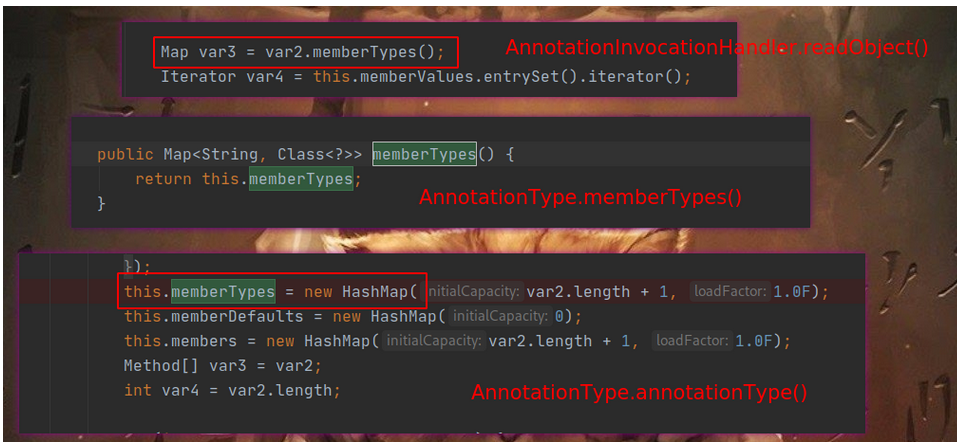 Map var3 = var2.memberTypes();
AnnotationInvocationHandler.readObject()
Iterator var4 = this.memberValues.entrySet().iterator();
public Map<String, Class<?>> memberTypes() {
return this.memberTypes;
}
AnnotationType.memberTypes()
});
this.memberTypes = new HashMap( initialCapacity: var2.length + 1, loadFactor: 1.0F);
this.memberDefaults = new HashMap( initialCapacity: 0);
this.members = new HashMap( initialCapacity: var2.length + 1, loadFactor: 1.0F);
Method[] var3 = var2;
int var4 = var2.length;
AnnotationType.annotationType()